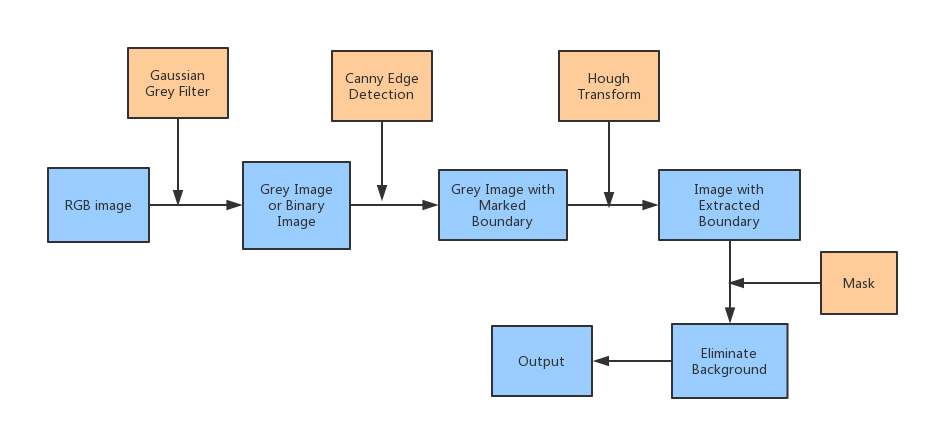 Gaussian
Grey Filter
Canny Edge
Detection
Hough
Transform
RGB image
Grey Image
or Binary
Image
Grey Image with
Marked
Boundary
Image with
Extracted
Boundary
Mask
Output
Eliminate
Background